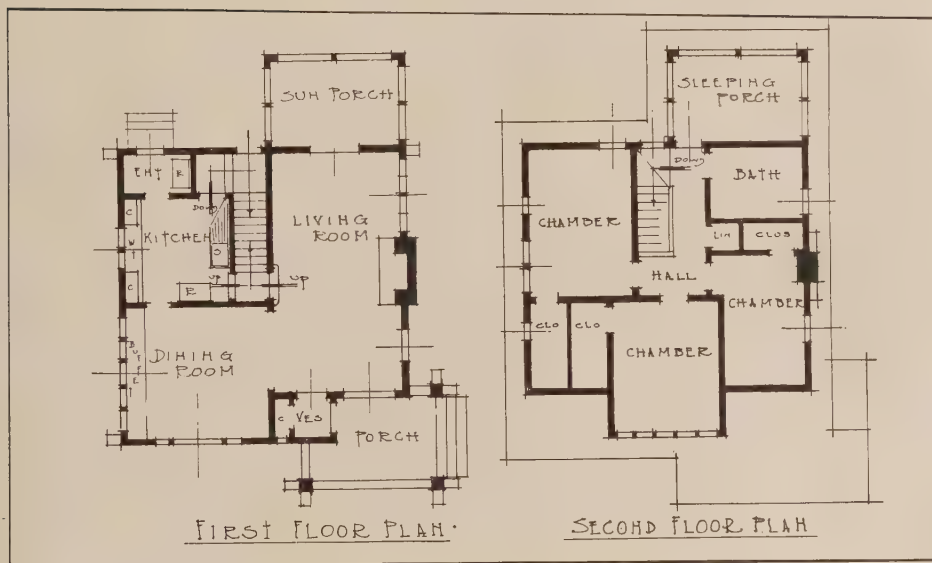 SUN PORCH
ENT
R
DOWN
C
KITCHEN
W
T
S
C
UP
R
UP
LIVING
ROOM
DINING
ROOM
BUFFET
C
VES
PORCH
FIRST FLOOR PLAN.
SLEEPING
PORCH
DOWN
BATH
CHAMBER
LIN
CLOS
HALL
CHAMBER
CLO
CLO
CHAMBER
SECOND FLOOR PLAN